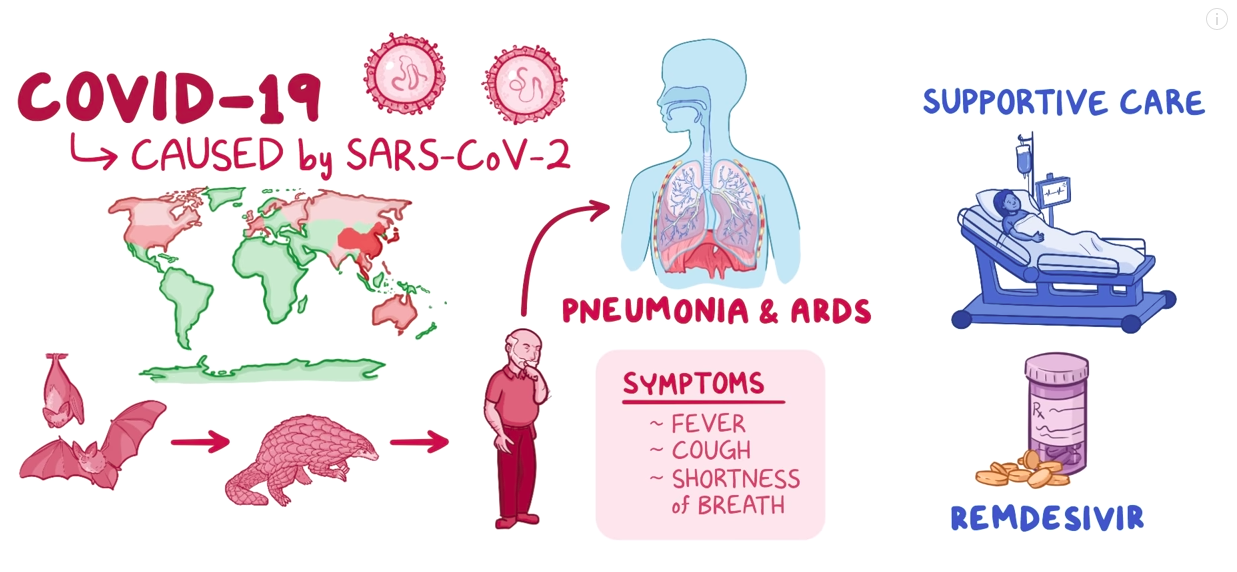 COVID-19
CAUSED by SARS-CoV-2
PNEUMONIA & ARDS
SYMPTOMS
~ FEVER
~ COUGH
~ SHORTNESS
of BREATH
SUPPORTIVE CARE
Rx
REMDESIVIR
i